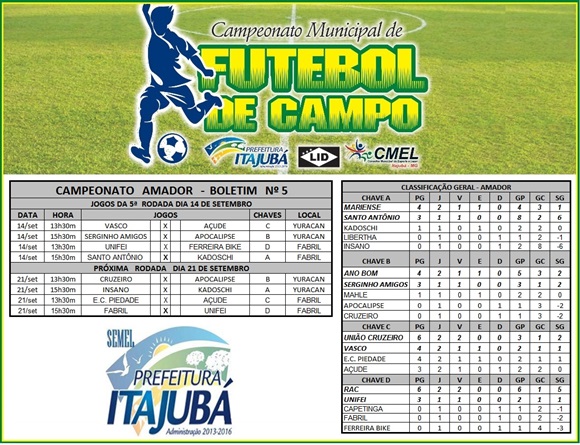 Campeonato Municipal de
FUTEBOL
DE CAMPO
PREFEITURA
ITAJUBÁ
LID
CMEL
Itajubá - MG
CAMPEONATO AMADOR - BOLETIM Nº 5
JOGOS DA 5ª RODADA DIA 14 DE SETEMBRO
DATA HORA JOGOS CHAVES LOCAL
14/set 13h30m VASCO X AÇUDE C YURACAN
14/set 15h30m SERGINHO AMIGOS X APOCALIPSE B YURACAN
14/set 13h30m UNIFEI X FERREIRA BIKE D FABRIL
14/set 15h30m SANTO ANTÔNIO X KADOSCHI A FABRIL
PRÓXIMA RODADA DIA 21 DE SETEMBRO
21/set 13h30m CRUZEIRO X APOCALIPSE B YURACAN
21/set 15h30m INSANO X KADOSCHI A YURACAN
21/set 13h30m E.C. PIEDADE X AÇUDE C FABRIL
21/set 15h30m FABRIL X UNIFEI D FABRIL
SEMEL
PREFEITURA
ITAJUBÁ
Administração 2013-2016
CLASSIFICAÇÃO GERAL - AMADOR
CHAVE A PG J V E D GP GC SG
MARIENSE 4 2 1 1 0 4 3 1
SANTO ANTÔNIO 3 1 1 0 0 8 2 6
KADOSCHI 1 1 0 1 0 2 2 0
LIBERTHA 0 1 0 0 1 1 2 -1
INSANO 0 1 0 0 1 2 8 -6
CHAVE B PG J V E D GP GC SG
ANO BOM 4 2 1 1 0 5 3 2
SERGINHO AMIGOS 3 1 1 0 0 3 1 2
MAHLE 1 1 0 1 0 2 2 0
APOCALIPSE 0 1 0 0 1 1 3 -2
CRUZEIRO 0 1 0 0 1 1 3 -2
CHAVE C PG J V E D GP GC SG
UNIÃO CRUZEIRO 6 2 2 0 0 3 1 2
VASCO 4 2 1 1 0 2 1 1
E.C. PIEDADE 4 2 1 1 0 2 1 1
AÇUDE 3 2 1 0 1 2 1 1
CHAVE D PG J V E D GP GC SG
RAC 6 2 2 0 0 6 1 5
UNIFEI 3 1 1 0 0 2 1 1
CAPETINGA 0 1 0 0 1 1 2 -1
FABRIL 0 1 0 0 1 0 2 -2
FERREIRA BIKE 0 1 0 0 1 1 4 -3